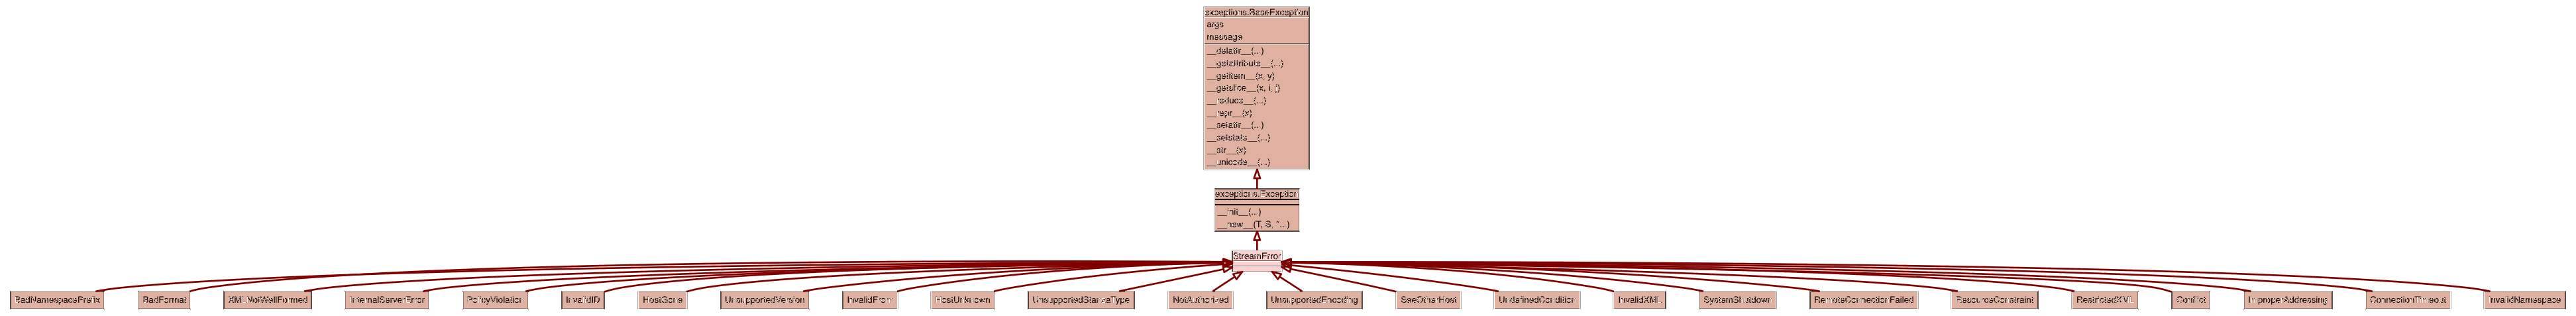 exceptions.BaseException
args
message
__delattr__(...)
__getattribute__(...)
__getitem__(x, y)
__getslice__(x, i, j)
__reduce__(...)
__repr__(x)
__setattr__(...)
__setstate__(...)
__str__(x)
__unicode__(...)
exceptions.Exception
__init__(...)
__new__(T, S, *...)
StreamError
BadNamespacePrefix
BadFormat
XMLNotWellFormed
InternalServerError
PolicyViolation
InvalidID
HostGone
UnsupportedVersion
InvalidFrom
HostUnknown
UnsupportedStanzaType
NotAuthorized
UnsupportedEncoding
SeeOtherHost
UndefinedCondition
InvalidXML
SystemShutdown
RemoteConnectionFailed
ResourceConstraint
RestrictedXML
Conflict
ImproperAddressing
ConnectionTimeout
InvalidNamespace